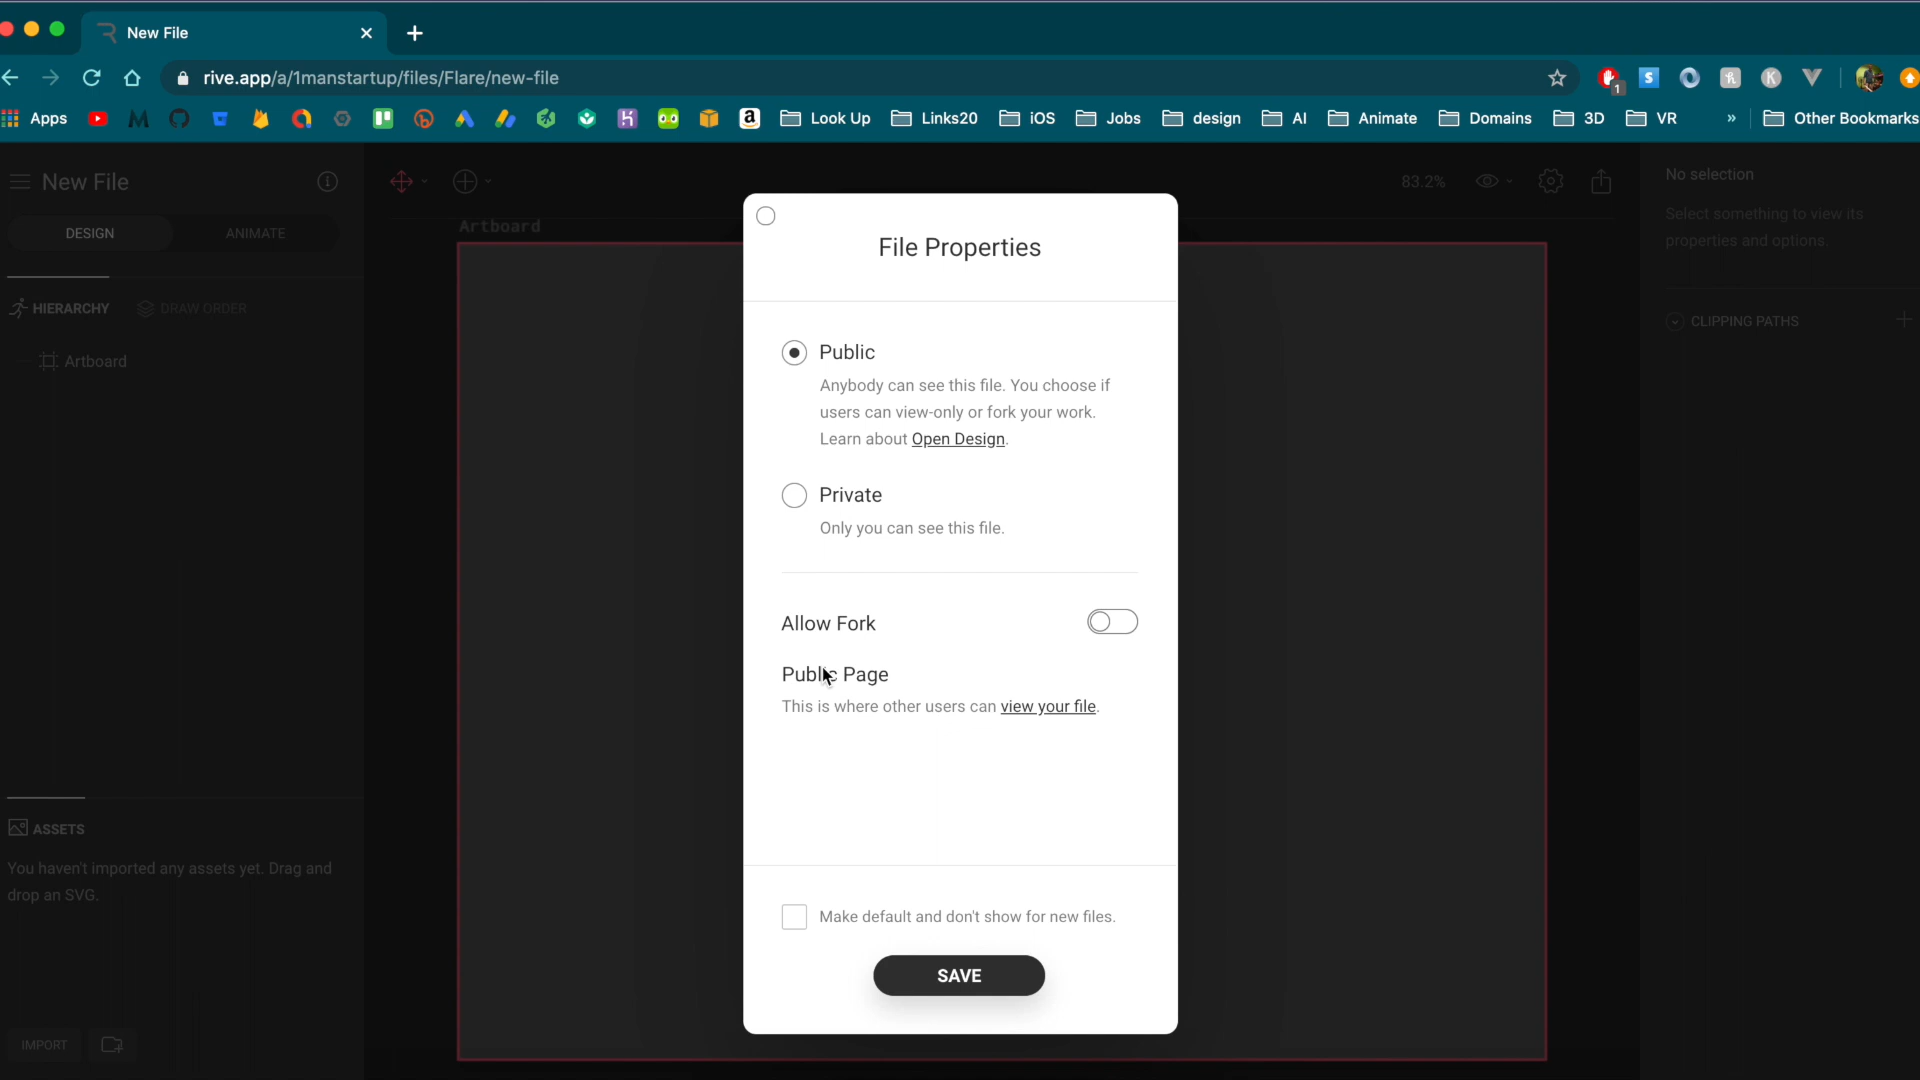 New File
rive.app/a/1manstartup/files/Flare/new-file
1
Apps
Look Up
Links20
iOS
Jobs
design
AI
Animate
Domains
3D
VR
»
Other Bookmarks
New File
83.2%
No selection
Select something to view its
properties and options.
DESIGN
ANIMATE
Artboard
HIERARCHY
DRAW ORDER
CLIPPING PATHS
Artboard
File Properties
Public
Anybody can see this file. You choose if
users can view-only or fork your work.
Learn about Open Design.
Private
Only you can see this file.
Allow Fork
Public Page
This is where other users can view your file.
ASSETS
You haven't imported any assets yet. Drag and
drop an SVG.
Make default and don't show for new files.
SAVE
IMPORT